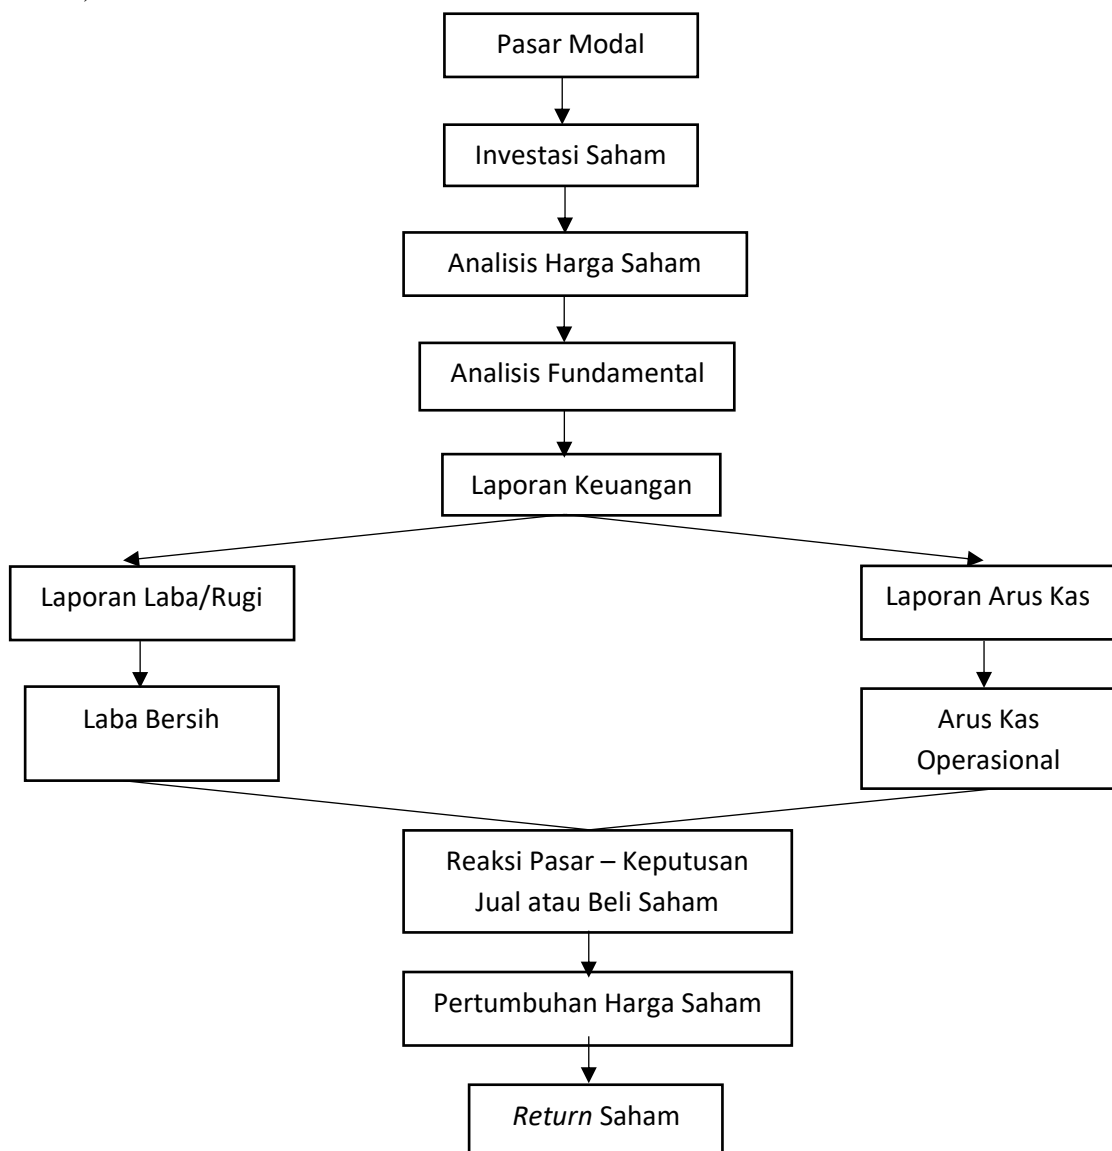 Pasar Modal
Investasi Saham
Analisis Harga Saham
Analisis Fundamental
Laporan Keuangan
Laporan Laba/Rugi
Laporan Arus Kas
Laba Bersih
Arus Kas
Operasional
Reaksi Pasar – Keputusan
Jual atau Beli Saham
Pertumbuhan Harga Saham
Return Saham